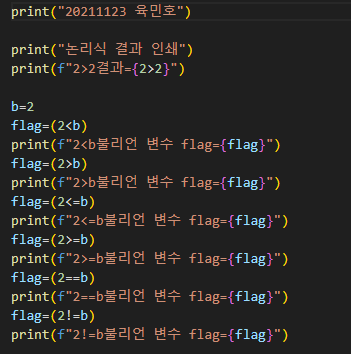 print("20211123 육민호")

print("논리식 결과 인쇄")
print(f"2>2결과={2>2}")

b=2
flag=(2<b)
print(f"2<b불리언 변수 flag={flag}")
flag=(2>b)
print(f"2>b불리언 변수 flag={flag}")
flag=(2<=b)
print(f"2<=b불리언 변수 flag={flag}")
flag=(2>=b)
print(f"2>=b불리언 변수 flag={flag}")
flag=(2==b)
print(f"2==b불리언 변수 flag={flag}")
flag=(2!=b)
print(f"2!=b불리언 변수 flag={flag}")